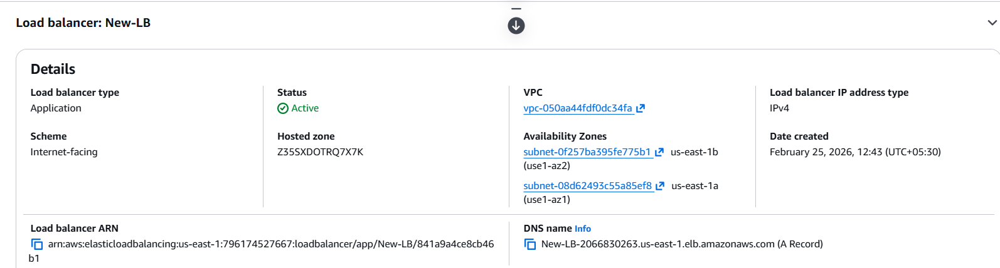 Load balancer: New-LB
Details
Load balancer type
Application
Status
Active
VPC
vpc-050aa44fdf0dc34fa
Load balancer IP address type
IPv4
Scheme
Internet-facing
Hosted zone
Z35SXDOTRQ7X7K
Availability Zones
subnet-0f257ba395fe775b1 us-east-1b
(use1-az2)
subnet-08d62493c55a85ef8 us-east-1a
(use1-az1)
Date created
February 25, 2026, 12:43 (UTC+05:30)
Load balancer ARN
arn:aws:elasticloadbalancing:us-east-1:796174527667:loadbalancer/app/New-LB/841a9a4ce8cb46
b1
DNS name Info
New-LB-2066830263.us-east-1.elb.amazonaws.com (A Record)